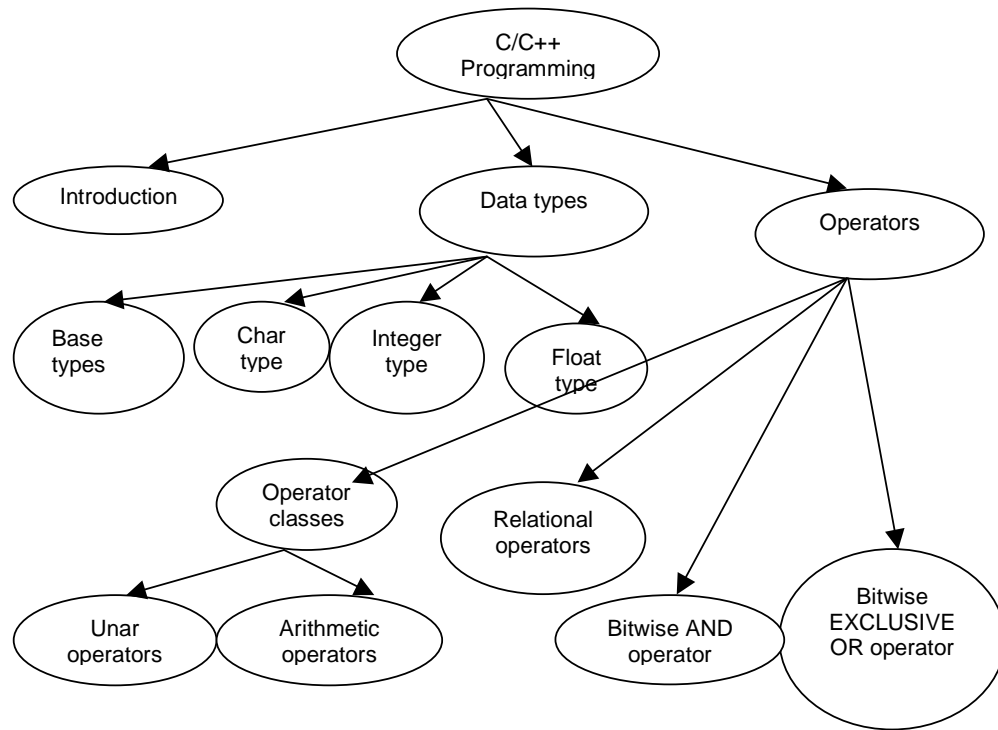 C/C++
Programming
Introduction
Data types
Operators
Base
types
Char
type
Integer
type
Float
type
Operator
classes
Relational
operators
Unar
operators
Arithmetic
operators
Bitwise AND
operator
Bitwise
EXCLUSIVE
OR operator